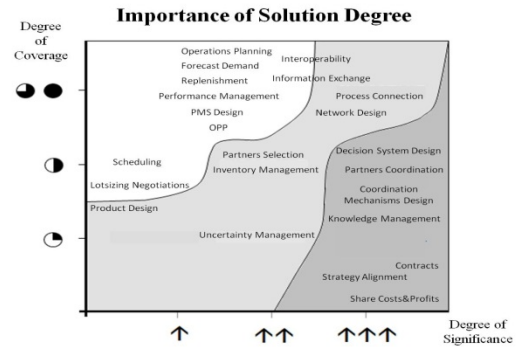 Importance of Solution Degree
Degree
of
Coverage
Operations Planning
Interoperability
Forecast Demand
Replenishment
Information Exchange
Performance Management
Process Connection
PMS Design
Network Design
OPP
Scheduling
Partners Selection
Decision System Design
Inventory Management
Partners Coordination
Lotsizing Negotiations
Coordination
Mechanisms Design
Product Design
Knowledge Management
Uncertainty Management
Contracts
Strategy Alignment
Share Costs&Profits
Degree of
Significance